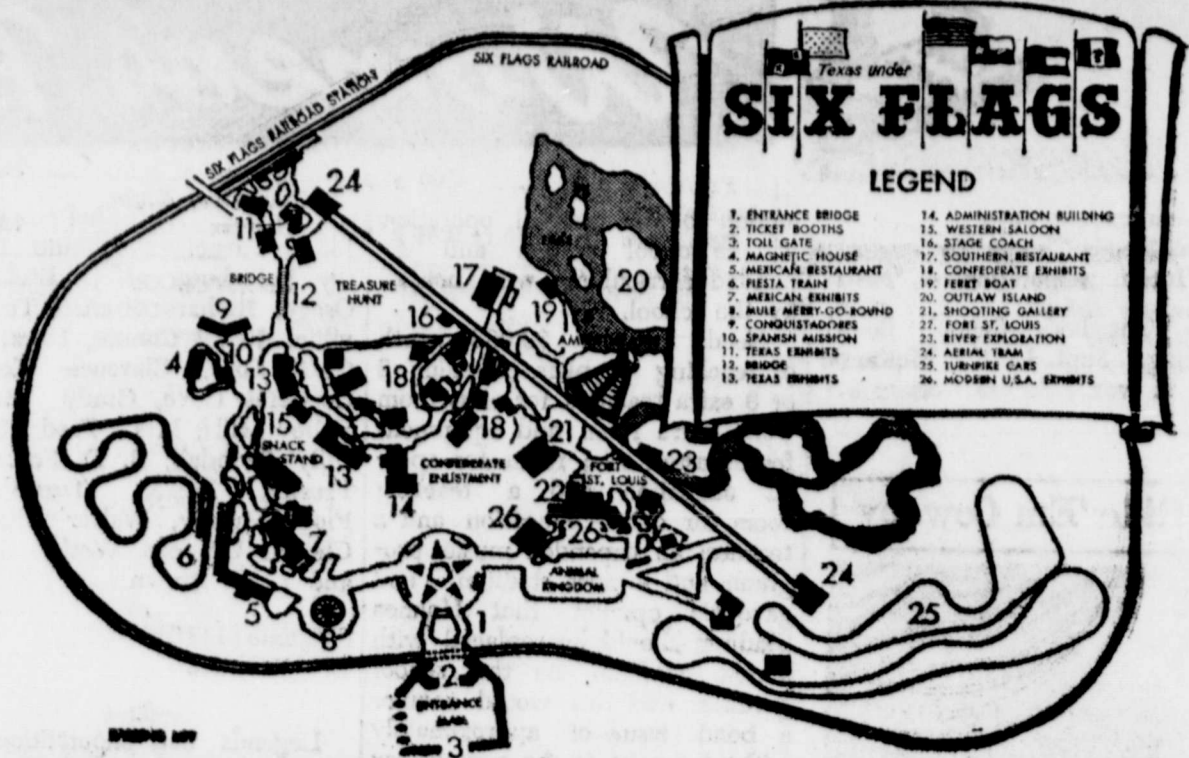 SIX FLAGS RAILROAD
SIX FLAGS RAILROAD STATION
Texas under
SIX FLAGS
LEGEND
1. ENTRANCE BRIDGE
2. TICKET BOOTHS
3. TOLL GATE
4. MAGNETIC HOUSE
5. MEXICAN RESTAURANT
6. FIESTA TRAIN
7. MEXICAN EXHIBITS
8. MULE MERRY-GO-ROUND
9. CONQUISTADORES
10. SPANISH MISSION
11. TEXAS EXHIBITS
12. BRIDGE
13. TEXAS EXHIBITS
14. ADMINISTRATION BUILDING
15. WESTERN SALOON
16. STAGE COACH
17. SOUTHERN RESTAURANT
18. CONFEDERATE EXHIBITS
19. FERRY BOAT
20. OUTLAW ISLAND
21. SHOOTING GALLERY
22. FORT ST. LOUIS
23. RIVER EXPLORATION
24. AERIAL TRAM
25. TURNPIKE CARS
26. MODERN U.S.A. EXHIBITS
24
11
BRIDGE
12
TREASURE
HUNT
17
19
20
16
9
4
10
13
18
15
SNACK
STAND
13
14
CONFEDERATE
ENLISTMENT
18
21
FORT
ST. LOUIS
23
22
26
26
6
7
5
8
ANIMAL
KINGDOM
24
25
1
2
ENTRANCE
MALL
3
PARKING LOT